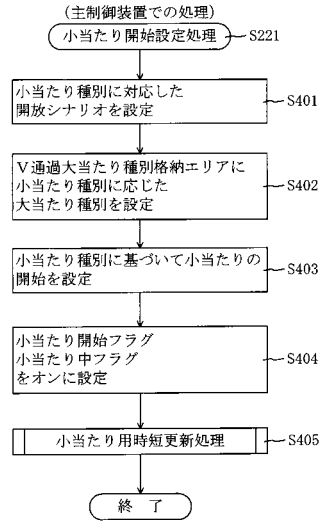 (主制御装置での処理)
小当たり開始設定処理
S221
小当たり種別に対応した
開放シナリオを設定
S401
V通過大当たり種別格納エリアに
小当たり種別に応じた
大当たり種別を設定
S402
小当たり種別に基づいて小当たりの
開始を設定
S403
小当たり開始フラグ
小当たり中フラグ
をオンに設定
S404
小当たり用時短更新処理
S405
終 了